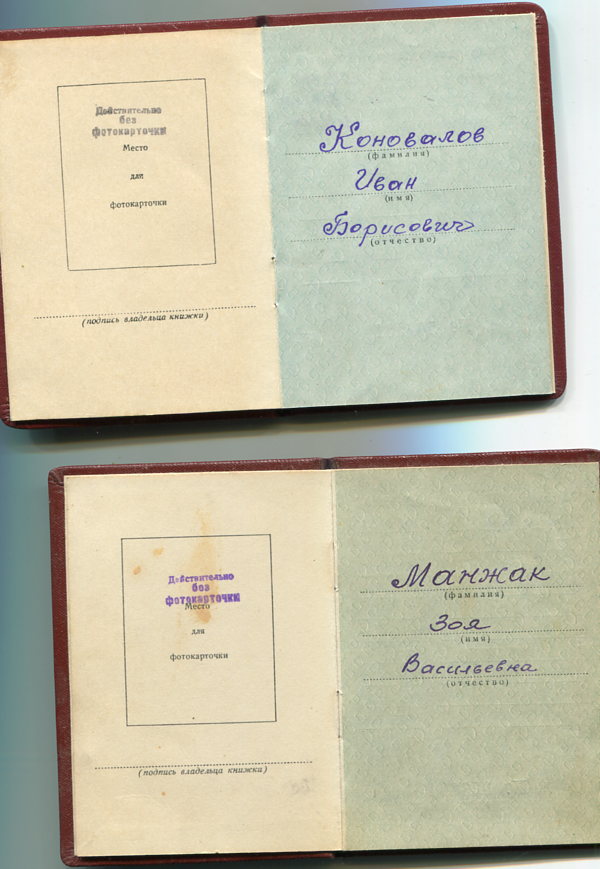 Действительно
без
фотокарточки
Место
для
фотокарточки
(подпись владельца книжки)
Коновалов
(фамилия)
Иван
(имя)
Борисович
(отчество)
Действительно
без
фотокарточки
Место
для
фотокарточки
(подпись владельца книжки)
Манжак
(фамилия)
Зоя
(имя)
Васильевна
(отчество)